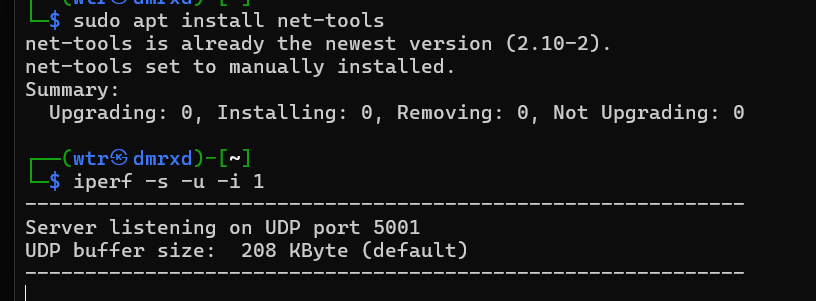 (wtr㉿dmrxd)-[~]
└─$ sudo apt install net-tools
net-tools is already the newest version (2.10-2).
net-tools set to manually installed.
Summary:
  Upgrading: 0, Installing: 0, Removing: 0, Not Upgrading: 0

┌──(wtr㉿dmrxd)-[~]
└─$ iperf -s -u -i 1
------------------------------------------------------------
Server listening on UDP port 5001
UDP buffer size:  208 KByte (default)
------------------------------------------------------------